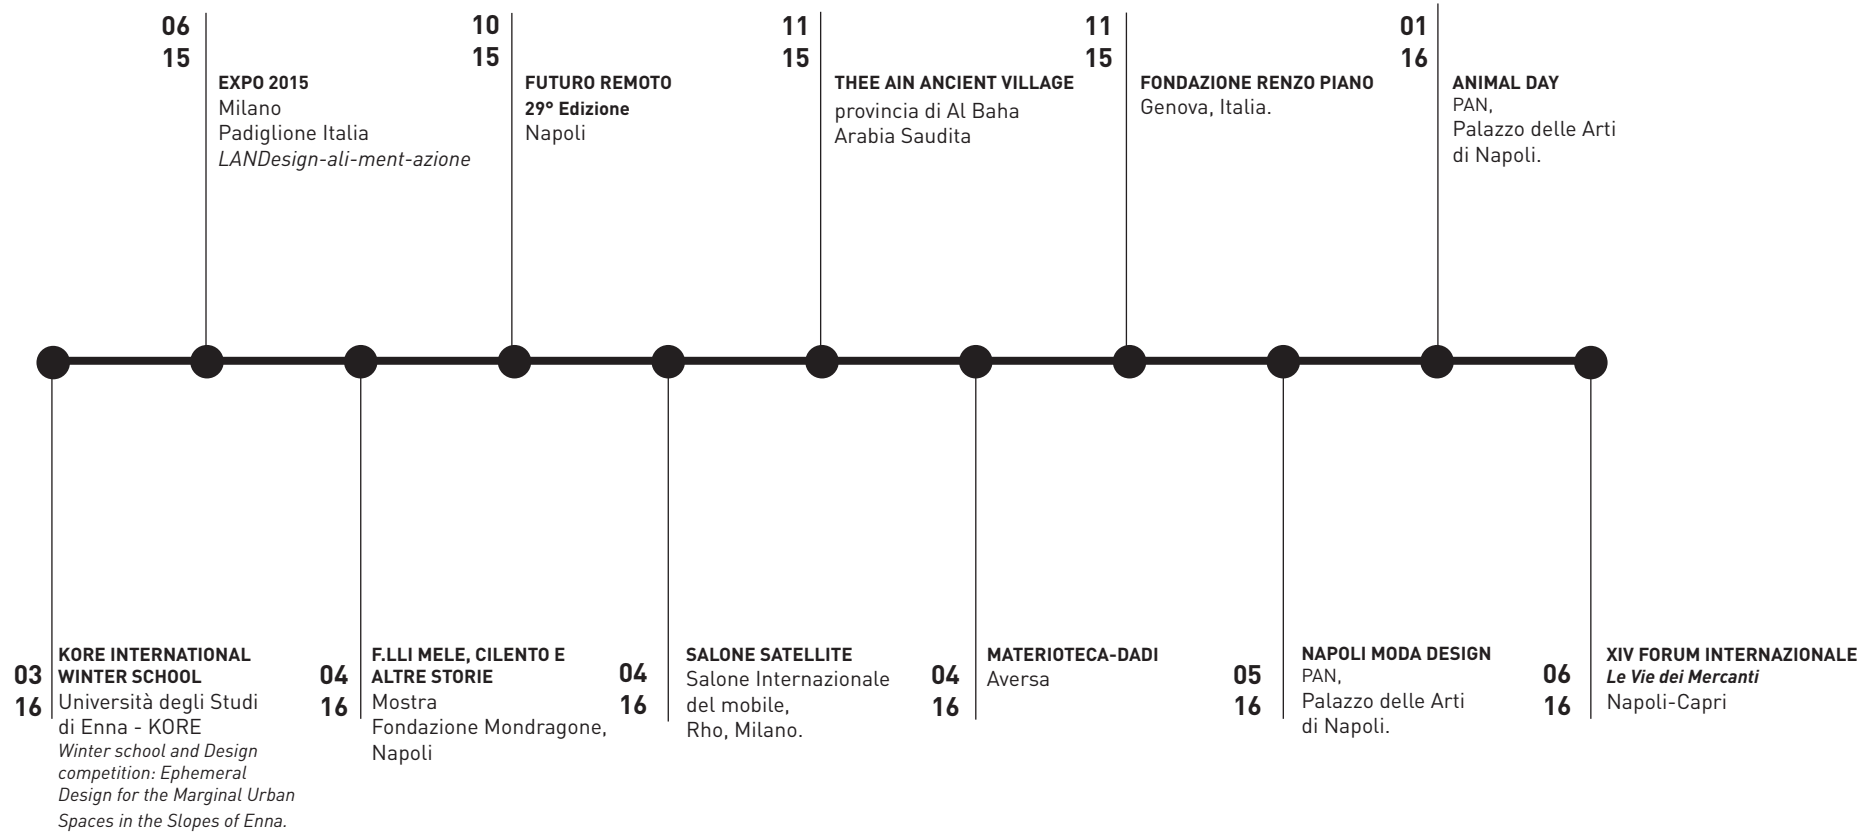 06
15
EXPO 2015
Milano
Padiglione Italia
LANDesign-ali-ment-azione
10
15
FUTURO REMOTO
29° Edizione
Napoli
11
15
THEE AIN ANCIENT VILLAGE
provincia di Al Baha
Arabia Saudita
11
15
FONDAZIONE RENZO PIANO
Genova, Italia.
01
16
ANIMAL DAY
PAN,
Palazzo delle Arti
di Napoli.
03
16
KORE INTERNATIONAL
WINTER SCHOOL
Università degli Studi
di Enna - KORE
Winter school and Design
competition: Ephemeral
Design for the Marginal Urban
Spaces in the Slopes of Enna.
04
16
F.LLI MELE, CILENTO E
ALTRE STORIE
Mostra
Fondazione Mondragone,
Napoli
04
16
SALONE SATELLITE
Salone Internazionale
del mobile,
Rho, Milano.
04
16
MATERIOTECA-DADI
Aversa
05
16
NAPOLI MODA DESIGN
PAN,
Palazzo delle Arti
di Napoli.
06
16
XIV FORUM INTERNAZIONALE
Le Vie dei Mercanti
Napoli-Capri